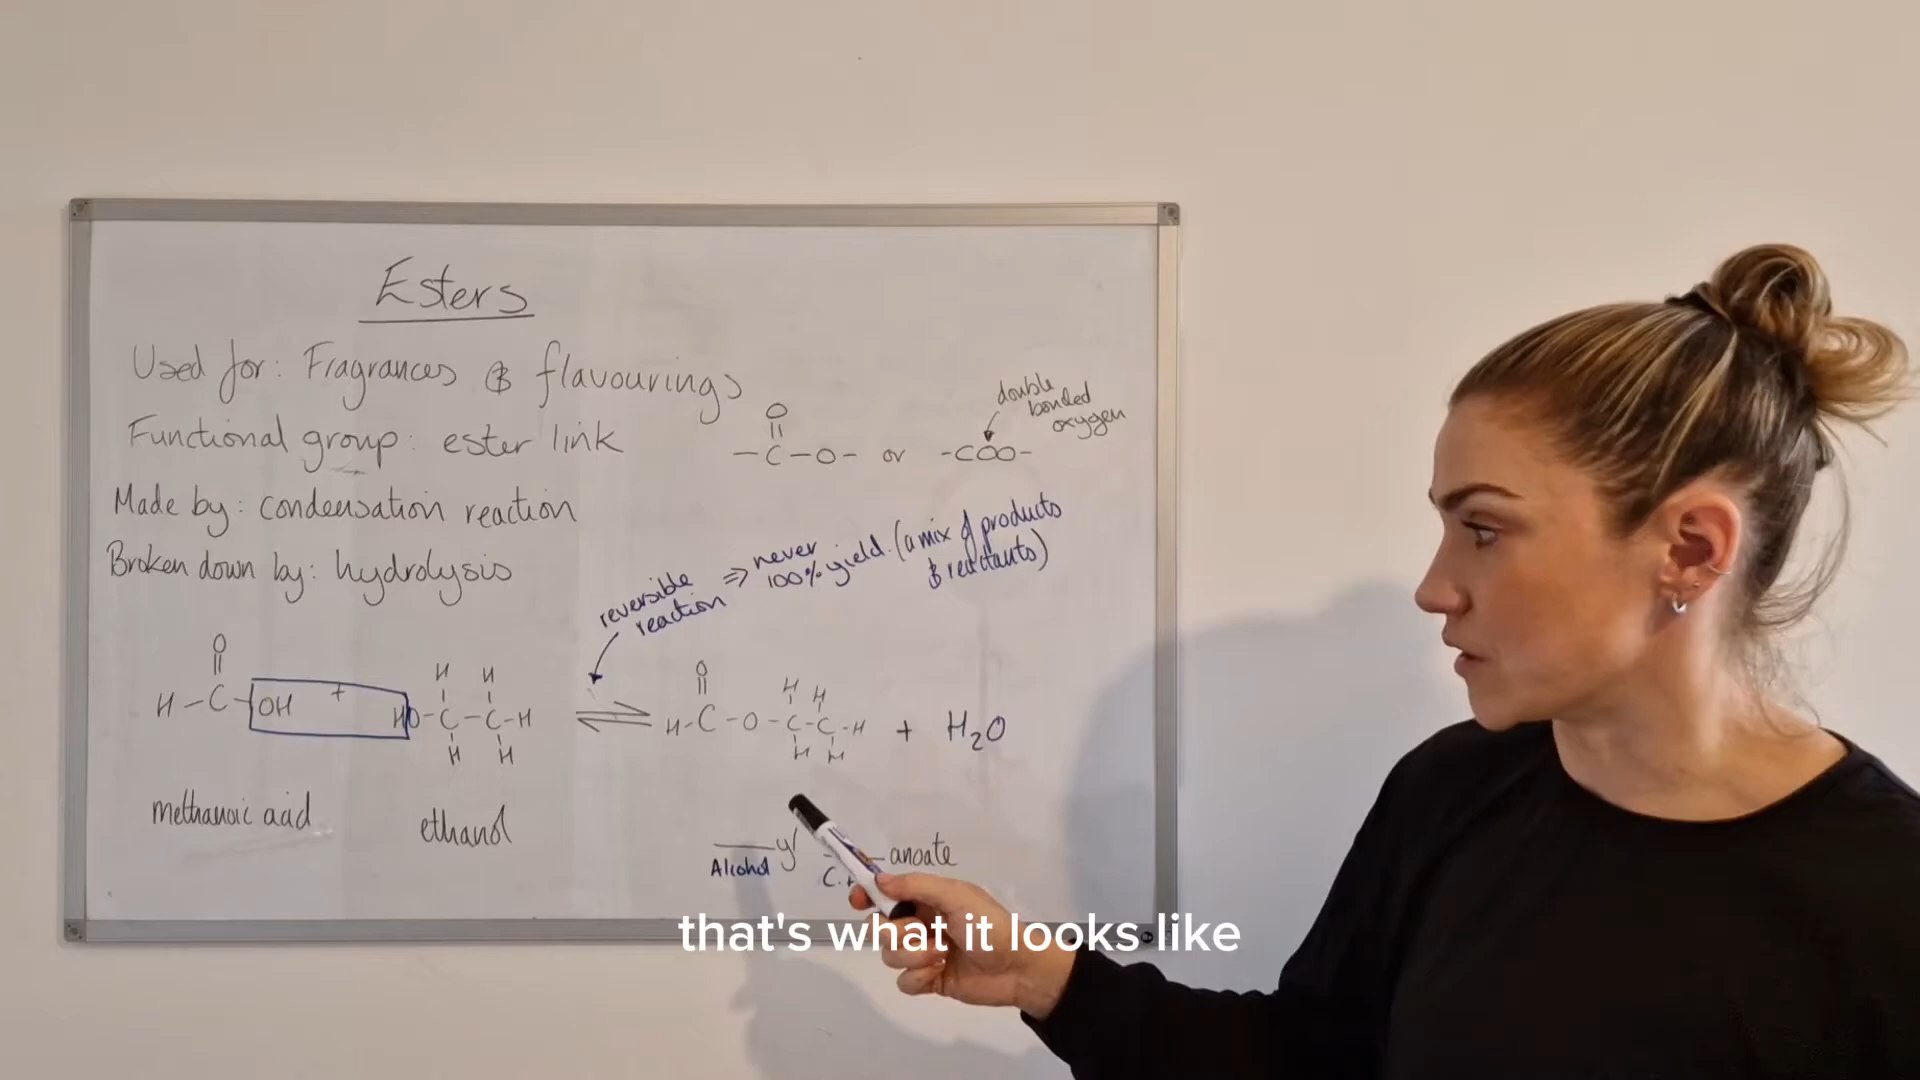 Esters
Used for: Fragrances & flavourings
Functional group: ester link
O
||
-C-O- or -COO-
double
bonded
oxygen
Made by: condensation reaction
Broken down by: hydrolysis
reversible
reaction
⇒ never
100% yield. (a mix of products
& reactants)
O
||
H-C-OH + HO-C-C-H
H H
H H
⇌
O
||
H-C-O-C-C-H + H2O
H H
H H
methanoic acid
ethanol
yl anoate
Alcohol
that's what it looks like